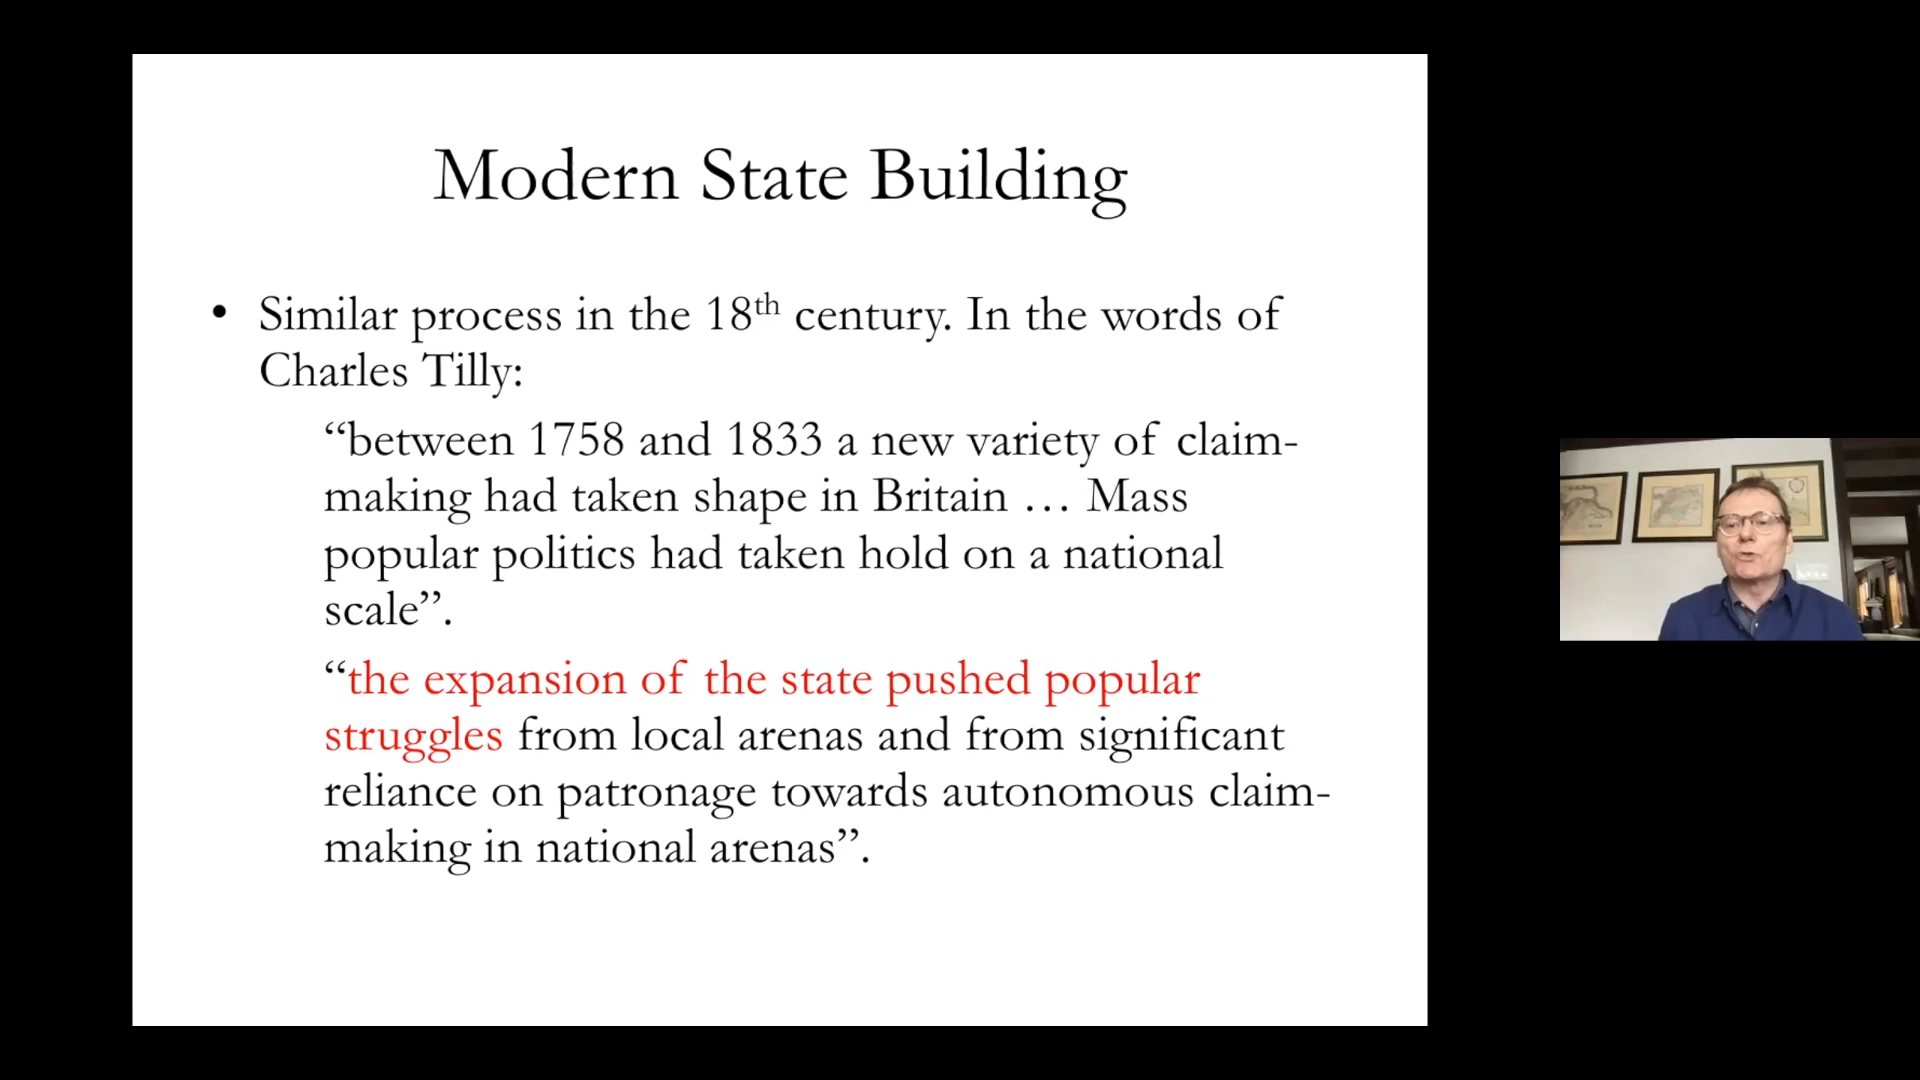 Modern State Building
• Similar process in the 18th century. In the words of
Charles Tilly:
“between 1758 and 1833 a new variety of claim-
making had taken shape in Britain … Mass
popular politics had taken hold on a national
scale”.
“the expansion of the state pushed popular
struggles from local arenas and from significant
reliance on patronage towards autonomous claim-
making in national arenas”.